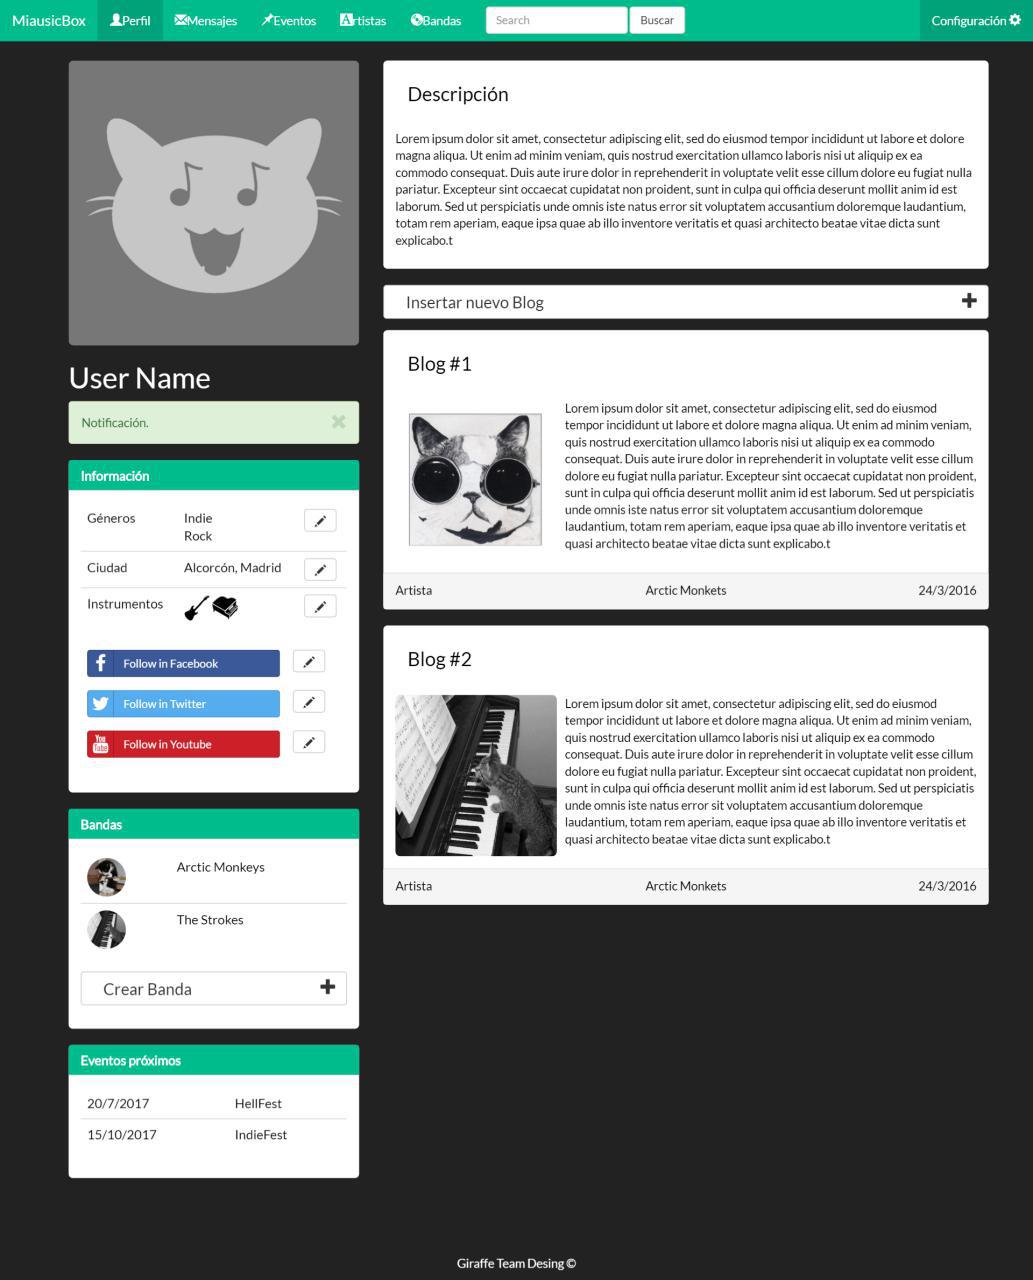 MiausicBox Perfil Mensajes Eventos Artistas Bandas Search Buscar Configuración
Descripción
Lorem ipsum dolor sit amet, consectetur adipiscing elit, sed do eiusmod tempor incididunt ut labore et dolore
magna aliqua. Ut enim ad minim veniam, quis nostrud exercitation ullamco laboris nisi ut aliquip ex ea
commodo consequat. Duis aute irure dolor in reprehenderit in voluptate velit esse cillum dolore eu fugiat nulla
pariatur. Excepteur sint occaecat cupidatat non proident, sunt in culpa qui officia deserunt mollit anim id est
laborum. Sed ut perspiciatis unde omnis iste natus error sit voluptatem accusantium doloremque laudantium,
totam rem aperiam, eaque ipsa quae ab illo inventore veritatis et quasi architecto beatae vitae dicta sunt
explicabo.t
User Name
Notificación.
Información
Géneros Indie
Rock
Ciudad Alcorcón, Madrid
Instrumentos
Follow in Facebook
Follow in Twitter
You
Tube
Follow in Youtube
Bandas
Arctic Monkeys
The Strokes
Crear Banda
Eventos próximos
20/7/2017 HellFest
15/10/2017 IndieFest
Insertar nuevo Blog
Blog #1
Lorem ipsum dolor sit amet, consectetur adipiscing elit, sed do eiusmod
tempor incididunt ut labore et dolore magna aliqua. Ut enim ad minim veniam,
quis nostrud exercitation ullamco laboris nisi ut aliquip ex ea commodo
consequat. Duis aute irure dolor in reprehenderit in voluptate velit esse cillum
dolore eu fugiat nulla pariatur. Excepteur sint occaecat cupidatat non proident,
sunt in culpa qui officia deserunt mollit anim id est laborum. Sed ut perspiciatis
unde omnis iste natus error sit voluptatem accusantium doloremque
laudantium, totam rem aperiam, eaque ipsa quae ab illo inventore veritatis et
quasi architecto beatae vitae dicta sunt explicabo.t
Artista Arctic Monkets 24/3/2016
Blog #2
Lorem ipsum dolor sit amet, consectetur adipiscing elit, sed do eiusmod
tempor incididunt ut labore et dolore magna aliqua. Ut enim ad minim veniam,
quis nostrud exercitation ullamco laboris nisi ut aliquip ex ea commodo
consequat. Duis aute irure dolor in reprehenderit in voluptate velit esse cillum
dolore eu fugiat nulla pariatur. Excepteur sint occaecat cupidatat non proident,
sunt in culpa qui officia deserunt mollit anim id est laborum. Sed ut perspiciatis
unde omnis iste natus error sit voluptatem accusantium doloremque
laudantium, totam rem aperiam, eaque ipsa quae ab illo inventore veritatis et
quasi architecto beatae vitae dicta sunt explicabo.t
Artista Arctic Monkets 24/3/2016
Giraffe Team Desing ©